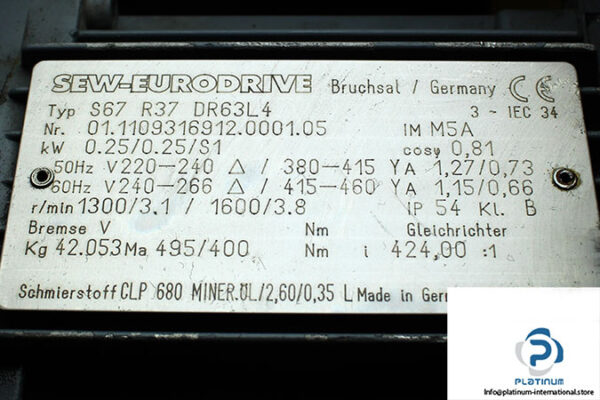 SEW-EURODRIVE Bruchsal / Germany CE
Typ S67 R37 DR63L4 3 ~ IEC 34
Nr. 01.1109316912.0001.05 IM M5A
kW 0.25/0.25/S1 cosφ 0,81
50Hz V220-240 Δ / 380-415 Y A 1,27/0,73
60Hz V240-266 Δ / 415-460 Y A 1,15/0,66
r/min 1300/3.1 / 1600/3.8 IP 54 Kl. B
Bremse V Nm Gleichrichter
Kg 42.053 Ma 495/400 Nm i 424,00 :1
Schmierstoff CLP 680 MINER.ÖL/2,60/0,35 L Made in Ger
PLATINUM
Info@platinum-international.store